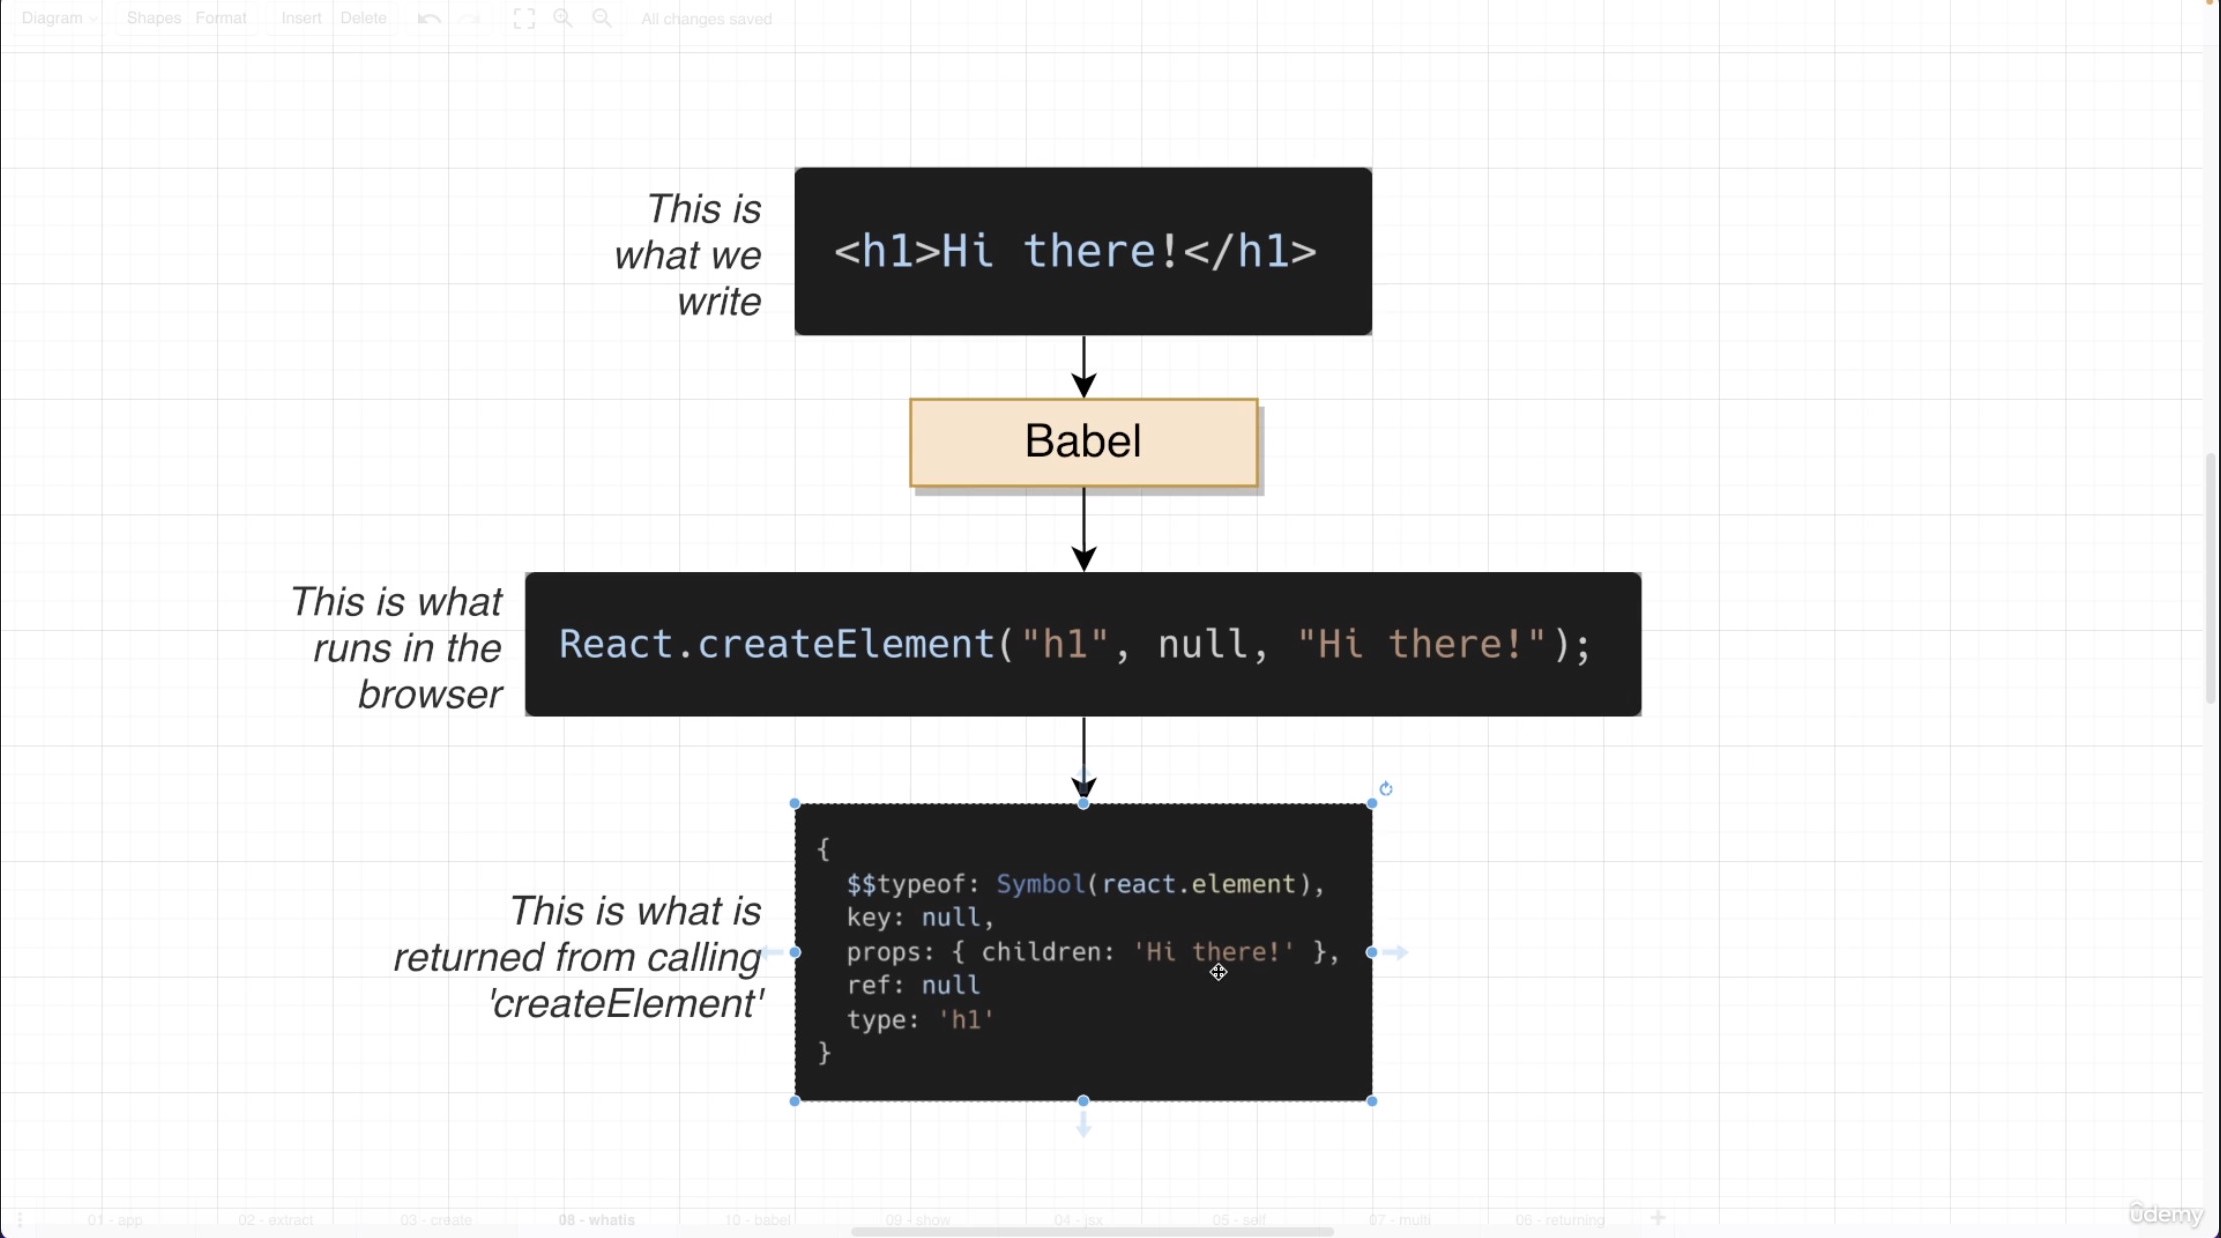 Diagram Shapes Format Insert Delete All changes saved
This is
what we
write
<h1>Hi there!</h1>
Babel
This is what
runs in the
browser
React.createElement("h1", null, "Hi there!");
This is what is
returned from calling
'createElement'
{
$$typeof: Symbol(react.element),
key: null,
props: { children: 'Hi there!' },
ref: null
type: 'h1'
}
01 - app 02 - extract 03 - create 08 - whatis 10 - babel 09 - show 04 - jsx 05 - self 07 - multi 06 - returning
ûdemy